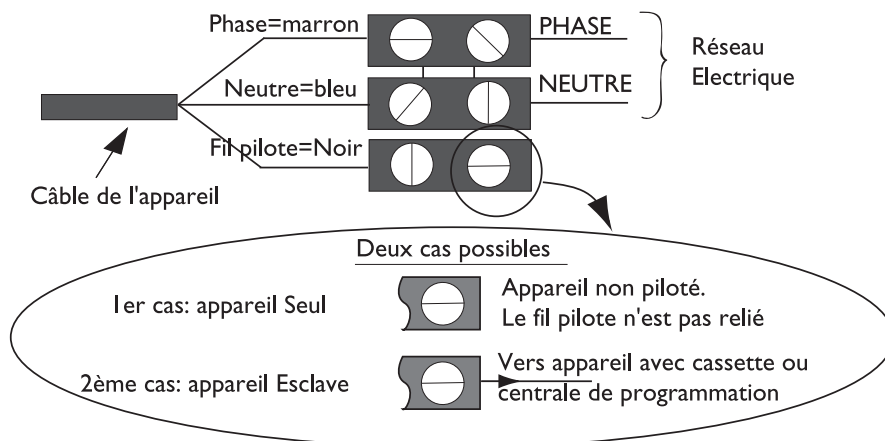 Phase=marron
PHASE
Réseau
Electrique
Neutre=bleu
NEUTRE
Fil pilote=Noir
Câble de l'appareil
Deux cas possibles
1er cas: appareil Seul
Appareil non piloté.
Le fil pilote n'est pas relié
2ème cas: appareil Esclave
Vers appareil avec cassette ou
centrale de programmation